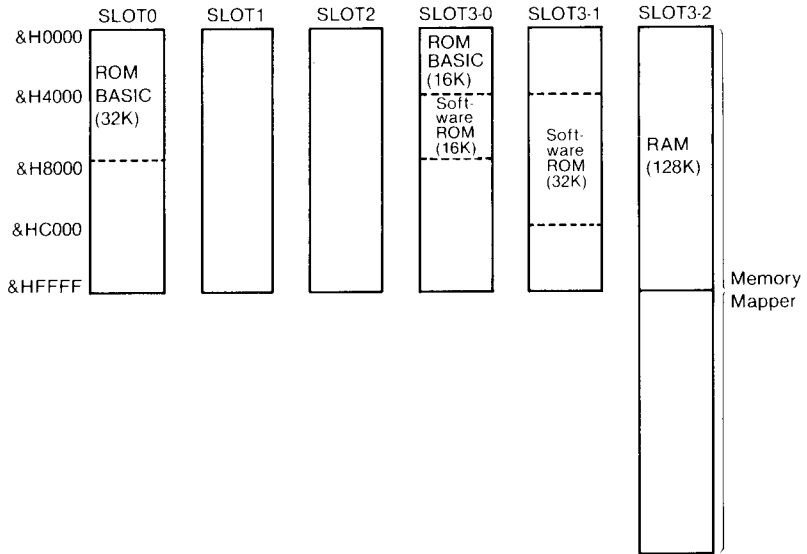 SLOT0 SLOT1 SLOT2 SLOT3-0 SLOT3-1 SLOT3-2
&H0000
&H4000
&H8000
&HC000
&HFFFF
ROM
BASIC
(32K)
ROM
BASIC
(16K)
Soft-
ware
ROM
(16K)
Soft-
ware
ROM
(32K)
RAM
(128K)
Memory
Mapper